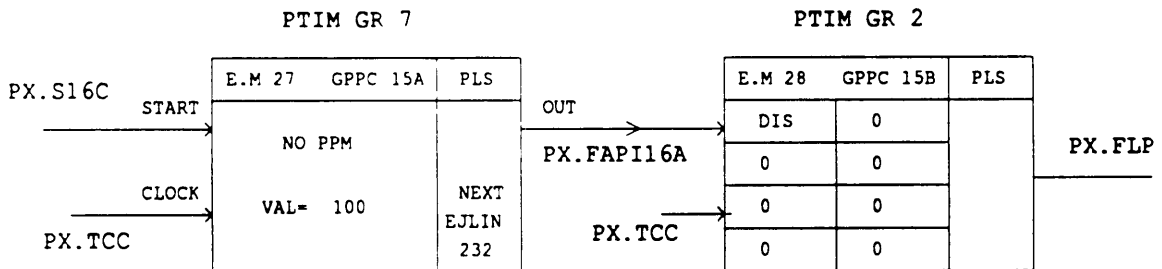 PTIM GR 7
PTIM GR 2
E.M 27 GPPC 15A PLS
E.M 28 GPPC 15B PLS
PX.S16C
START
OUT
DIS 0
NO PPM
PX.FAPI16A
0 0
PX.FLP
CLOCK
VAL= 100
NEXT
EJLIN
232
PX.TCC
PX.TCC
0 0
0 0